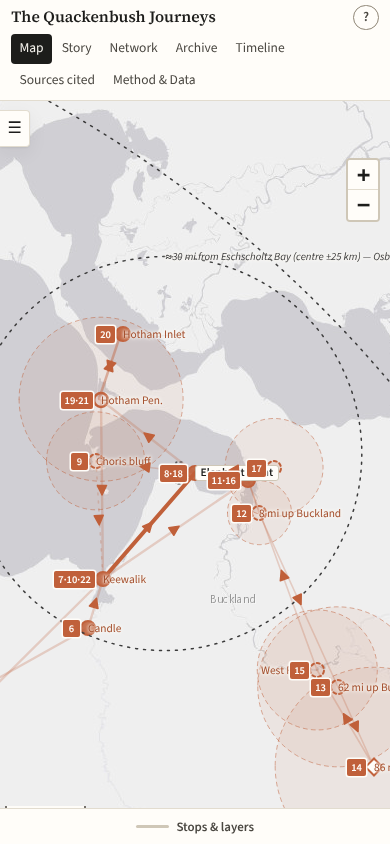 The Quackenbush Journeys
?
Map
Story
Network
Archive
Timeline
Sources cited
Method & Data
☰
+
−
≈30 mi from Eschscholtz Bay (centre ±25 km) — Osb
20
Hotham Inlet
19·21
Hotham Pen.
9
Choris bluff
8·18
11·16
17
12
8 mi up Buckland
7·10·22
Keewalik
Buckland
6
Candle
West
15
13
62 mi up Bu
14
86
Stops & layers